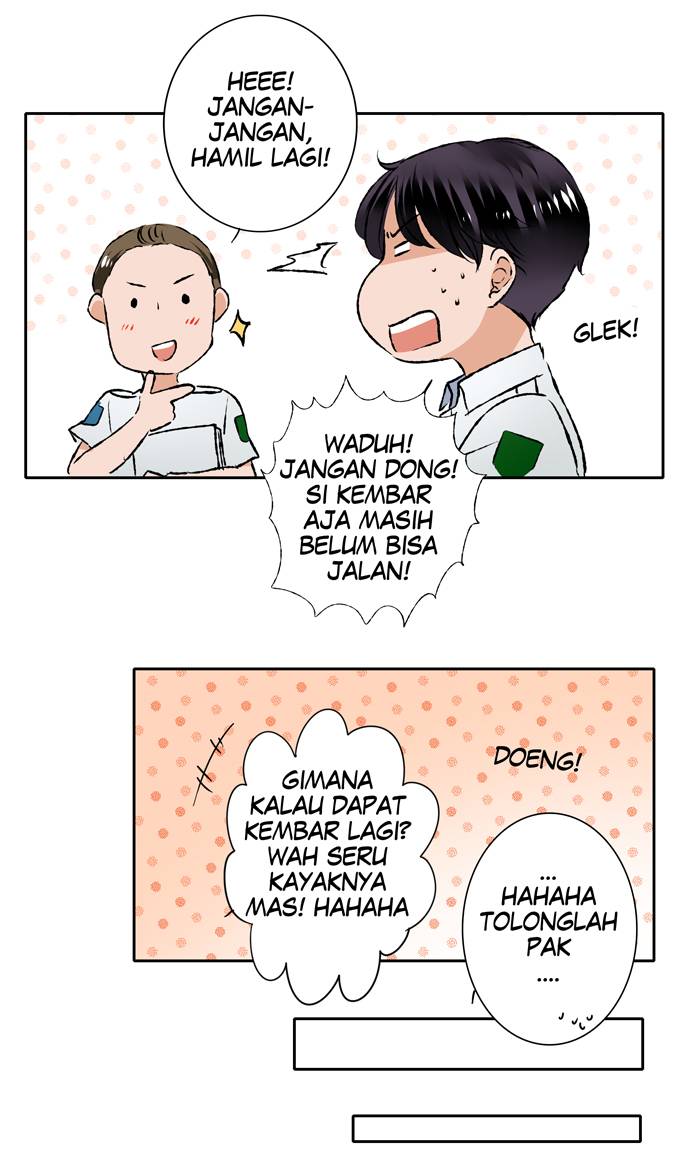 HEEE!
JANGAN-
JANGAN,
HAMIL LAGI!
GLEK!
WADUH!
JANGAN DONG!
SI KEMBAR
AJA MASIH
BELUM BISA
JALAN!
DOENG!
GIMANA
KALAU DAPAT
KEMBAR LAGI?
WAH SERU
KAYAKNYA
MAS! HAHAHA
...
HAHAHA
TOLONGLAH
PAK
....